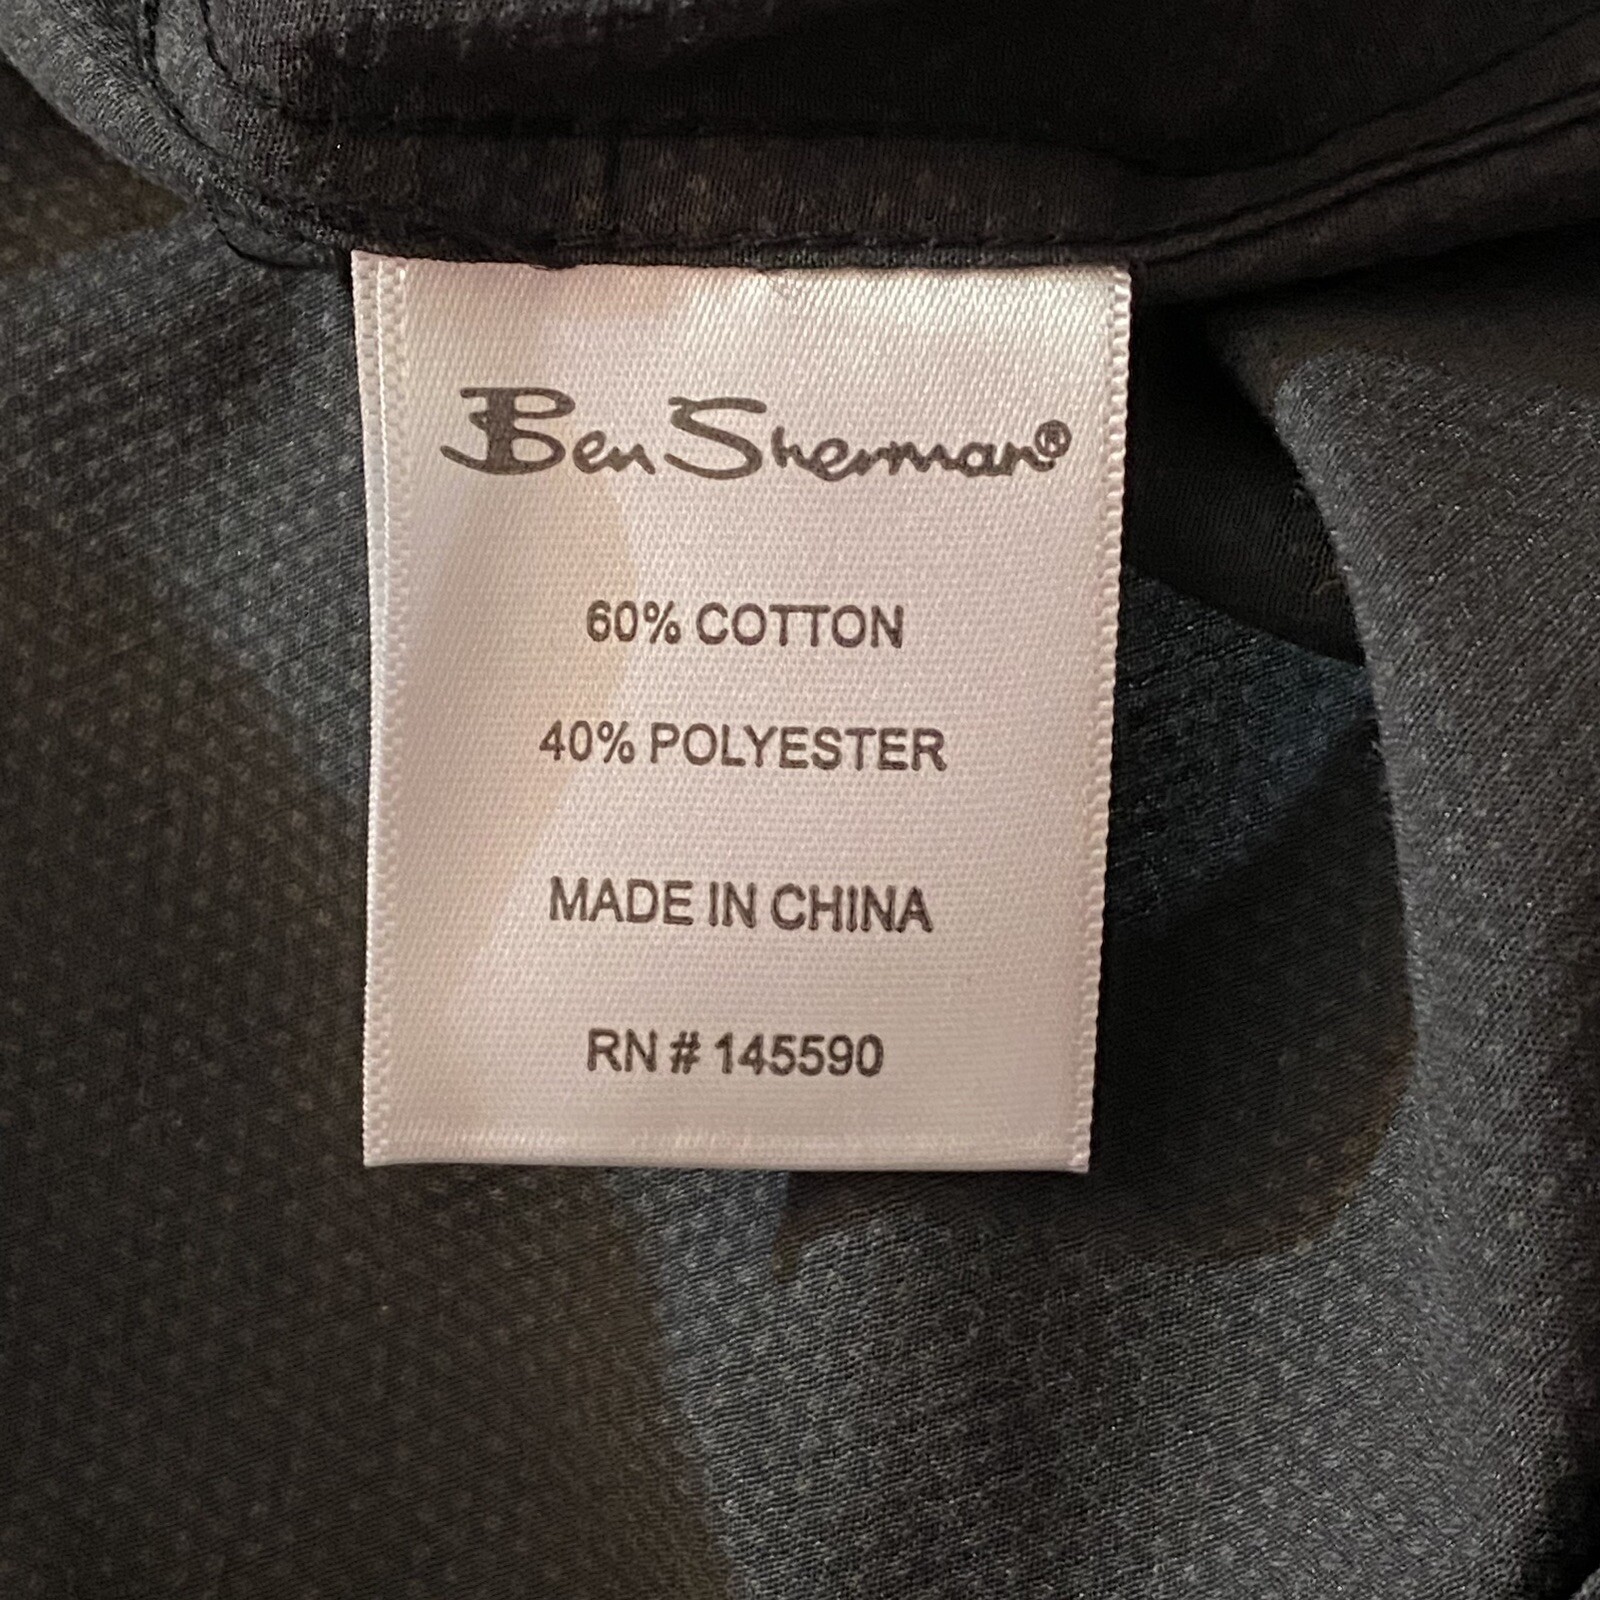 Ben Sherman®
60% COTTON
40% POLYESTER
MADE IN CHINA
RN # 145590